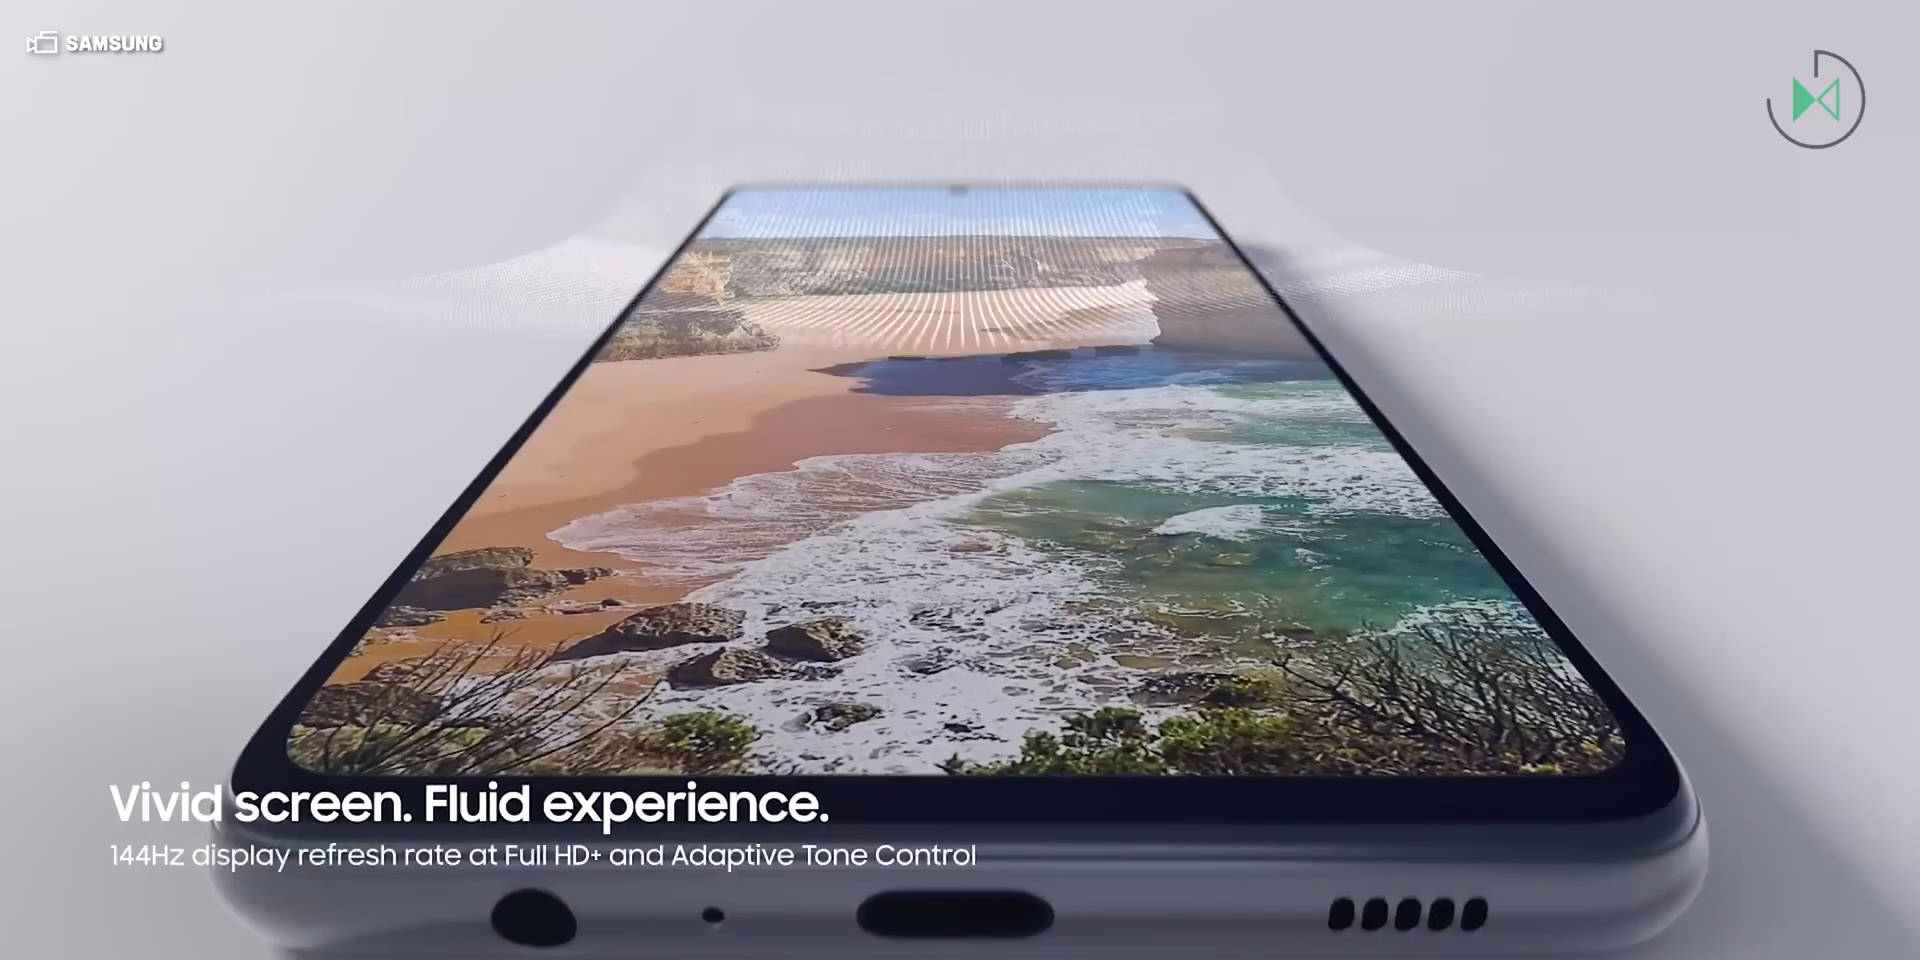 SAMSUNG
Vivid screen. Fluid experience.
144Hz display refresh rate at Full HD+ and Adaptive Tone Control